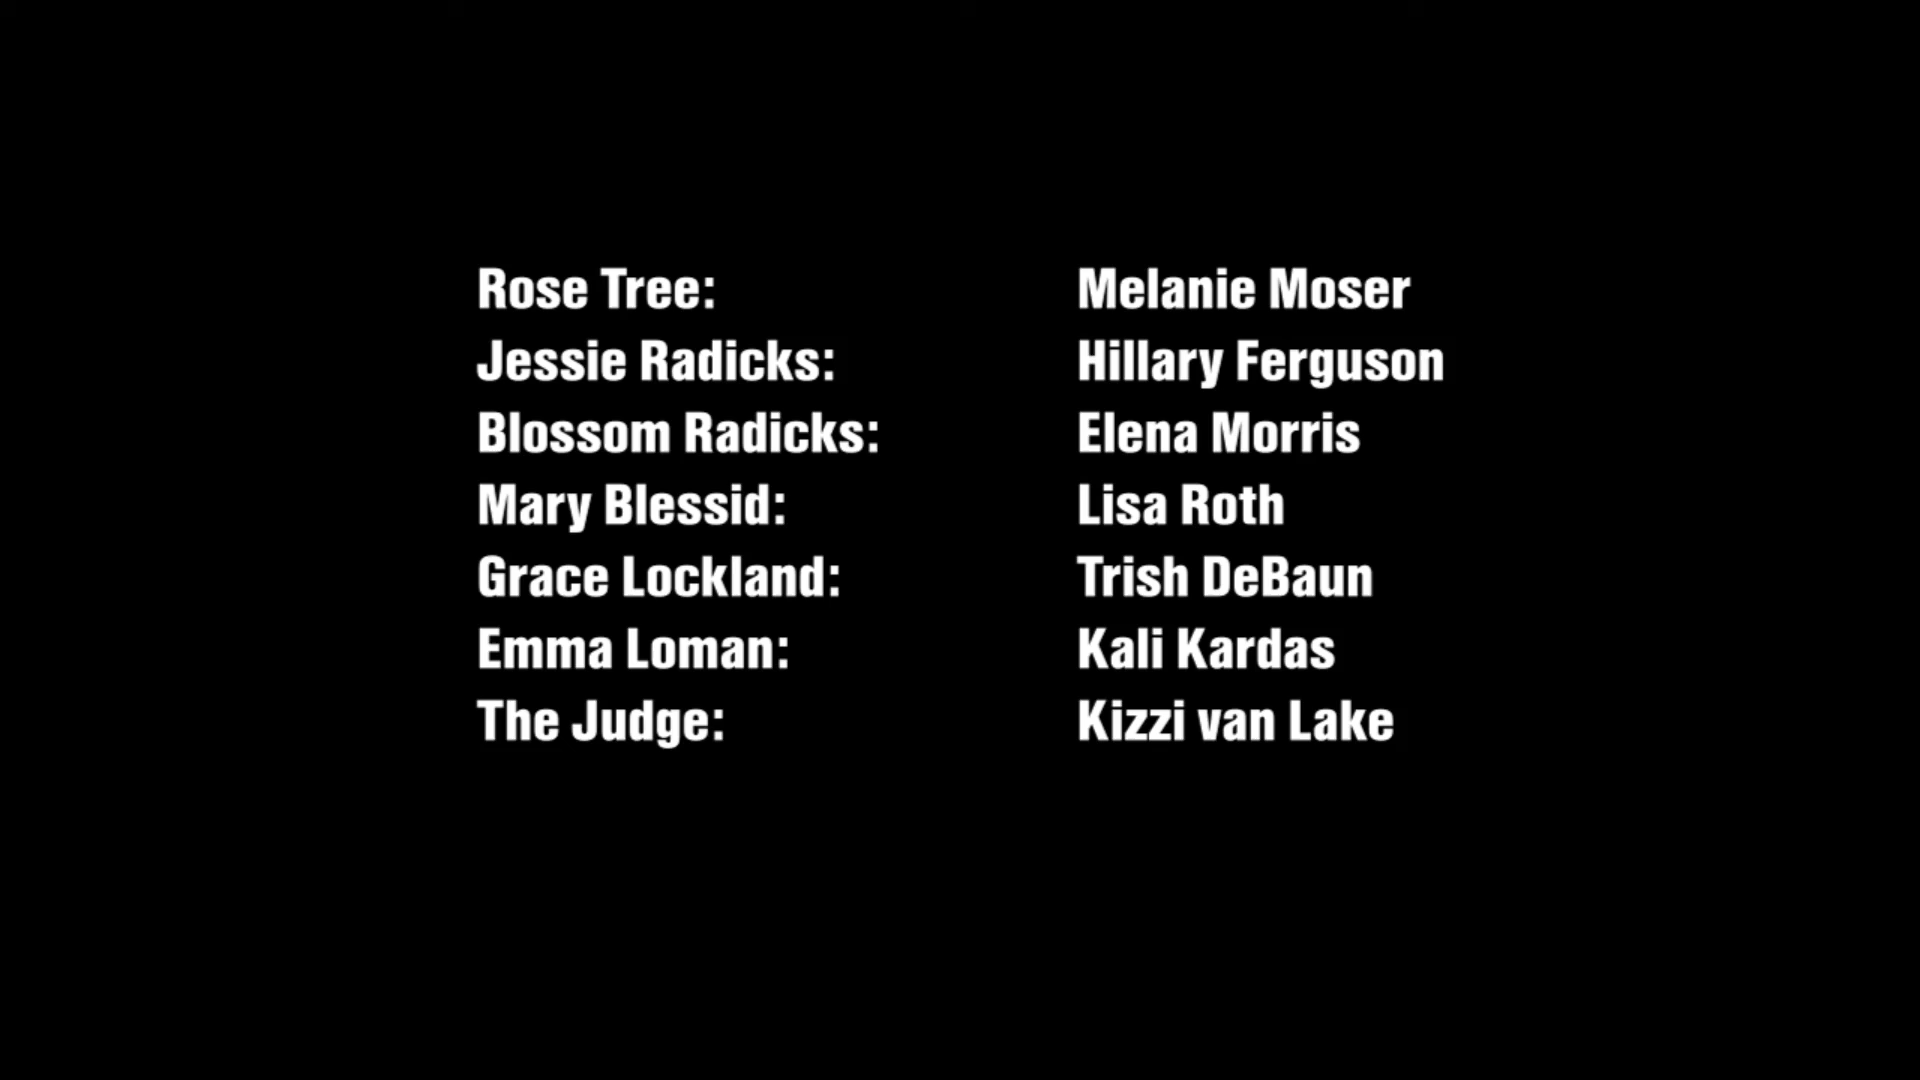 Rose Tree: Melanie Moser
Jessie Radicks: Hillary Ferguson
Blossom Radicks: Elena Morris
Mary Blessid: Lisa Roth
Grace Lockland: Trish DeBaun
Emma Loman: Kali Kardas
The Judge: Kizzi van Lake